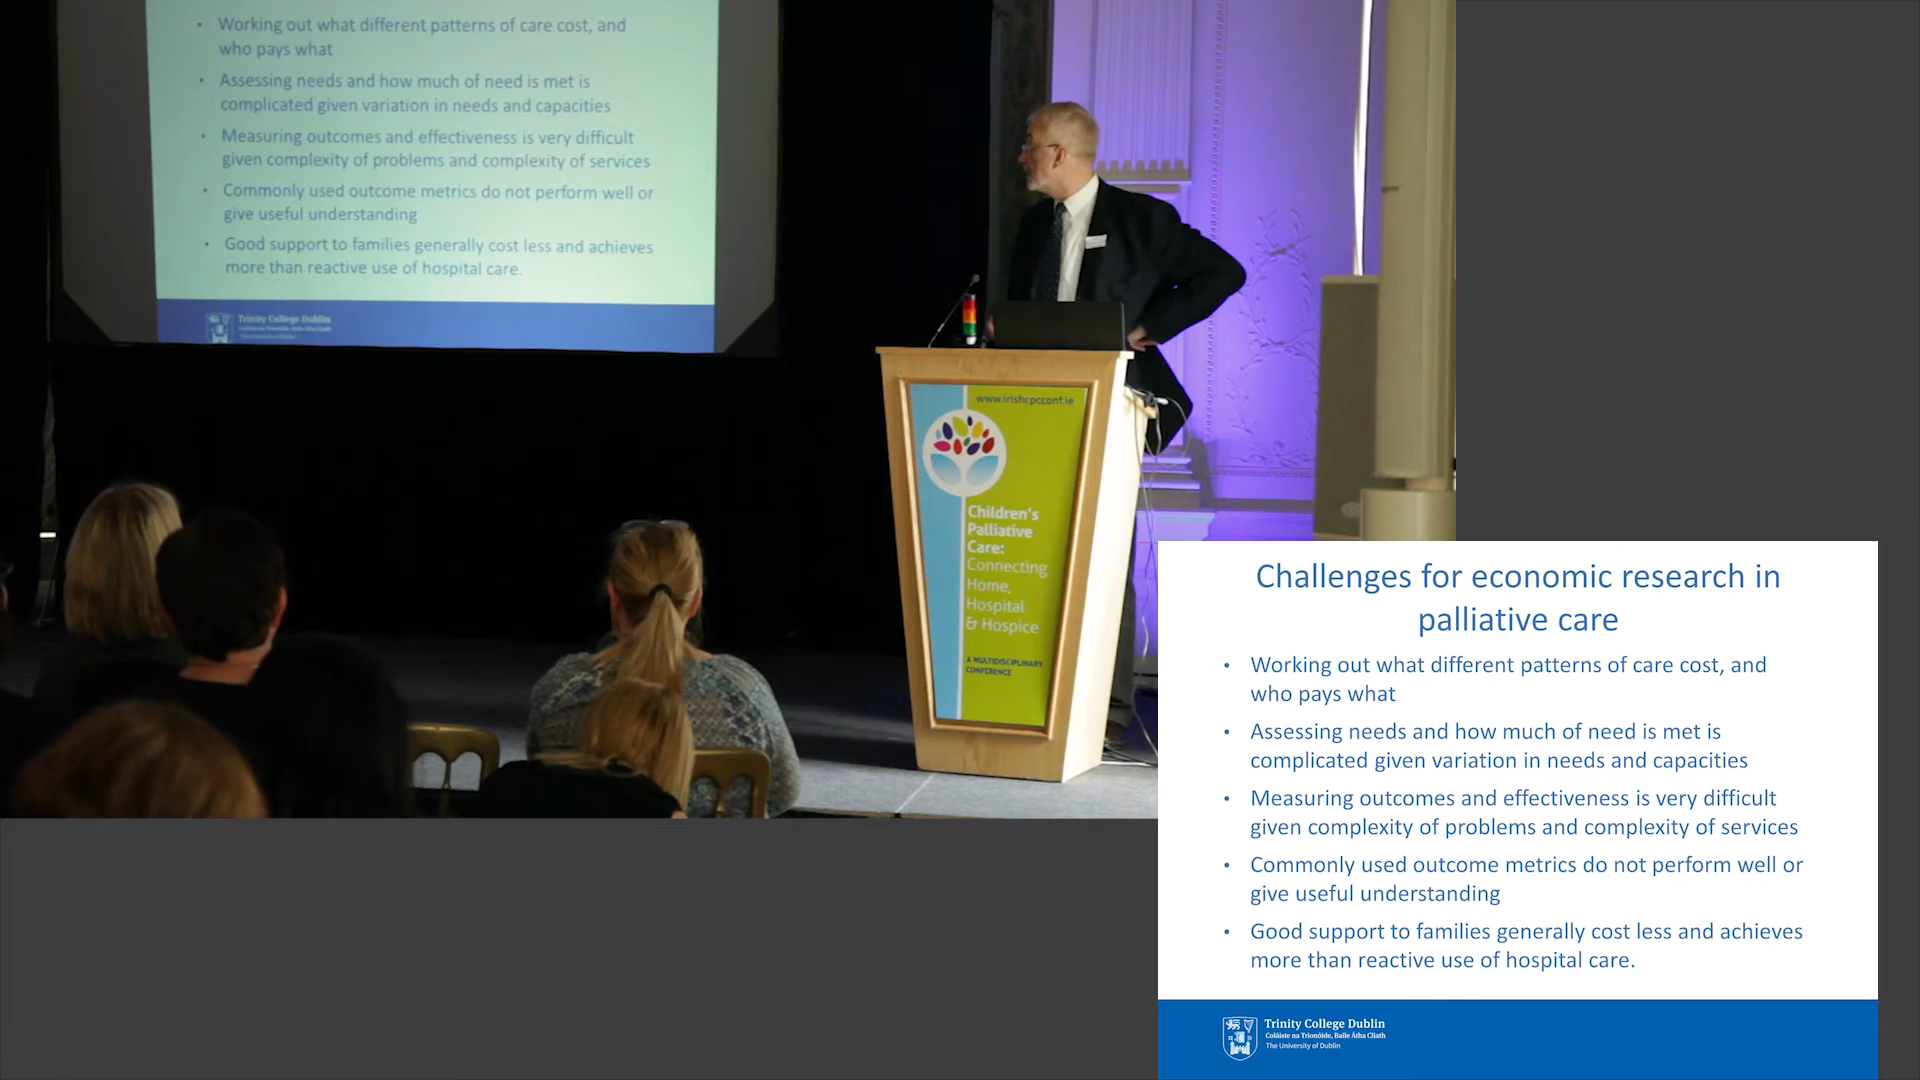 Working out what different patterns of care cost, and
who pays what
Assessing needs and how much of need is met is
complicated given variation in needs and capacities
Measuring outcomes and effectiveness is very difficult
given complexity of problems and complexity of services
Commonly used outcome metrics do not perform well or
give useful understanding
Good support to families generally cost less and achieves
more than reactive use of hospital care.
Trinity College Dublin
Coláiste na Tríonóide, Baile Átha Cliath
www.irishcpcconf.ie
Children's
Palliative
Care:
Connecting
Home,
Hospital
& Hospice
A MULTIDISCIPLINARY
CONFERENCE
Challenges for economic research in
palliative care
• Working out what different patterns of care cost, and
who pays what
• Assessing needs and how much of need is met is
complicated given variation in needs and capacities
• Measuring outcomes and effectiveness is very difficult
given complexity of problems and complexity of services
• Commonly used outcome metrics do not perform well or
give useful understanding
• Good support to families generally cost less and achieves
more than reactive use of hospital care.
Trinity College Dublin
Coláiste na Tríonóide, Baile Átha Cliath
The University of Dublin